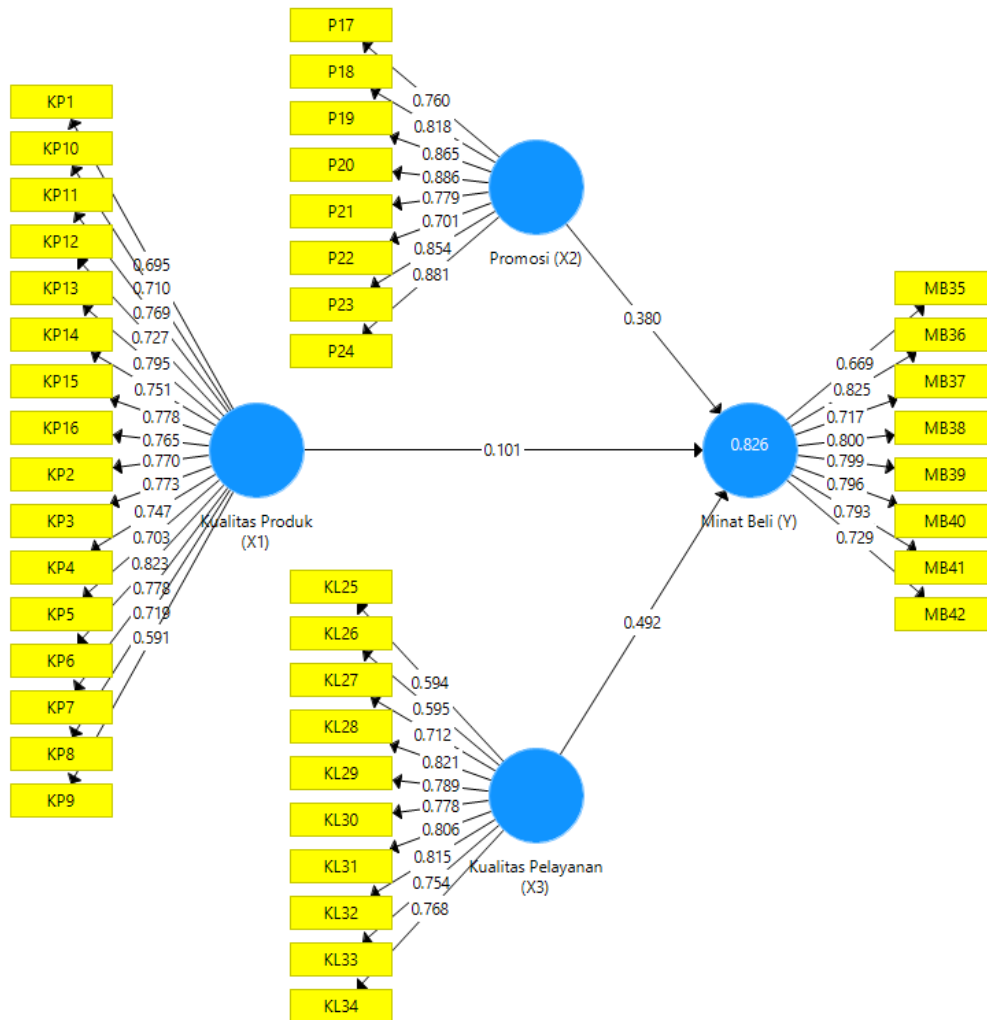 P17
P18
P19
P20
P21
P22
P23
P24
0.760
0.818
0.865
0.886
0.779
0.701
0.854
0.881
Promosi (X2)
KP1
KP10
KP11
KP12
KP13
KP14
KP15
KP16
KP2
KP3
KP4
KP5
KP6
KP7
KP8
KP9
0.695
0.710
0.769
0.727
0.795
0.751
0.778
0.765
0.770
0.773
0.747
0.703
0.823
0.778
0.719
0.591
Kualitas Produk
(X1)
0.380
0.101
0.492
0.826
Minat Beli (Y)
0.669
0.825
0.717
0.800
0.799
0.796
0.793
0.729
MB35
MB36
MB37
MB38
MB39
MB40
MB41
MB42
KL25
KL26
KL27
KL28
KL29
KL30
KL31
KL32
KL33
KL34
0.594
0.595
0.712
0.821
0.789
0.778
0.806
0.815
0.754
0.768
Kualitas Pelayanan
(X3)